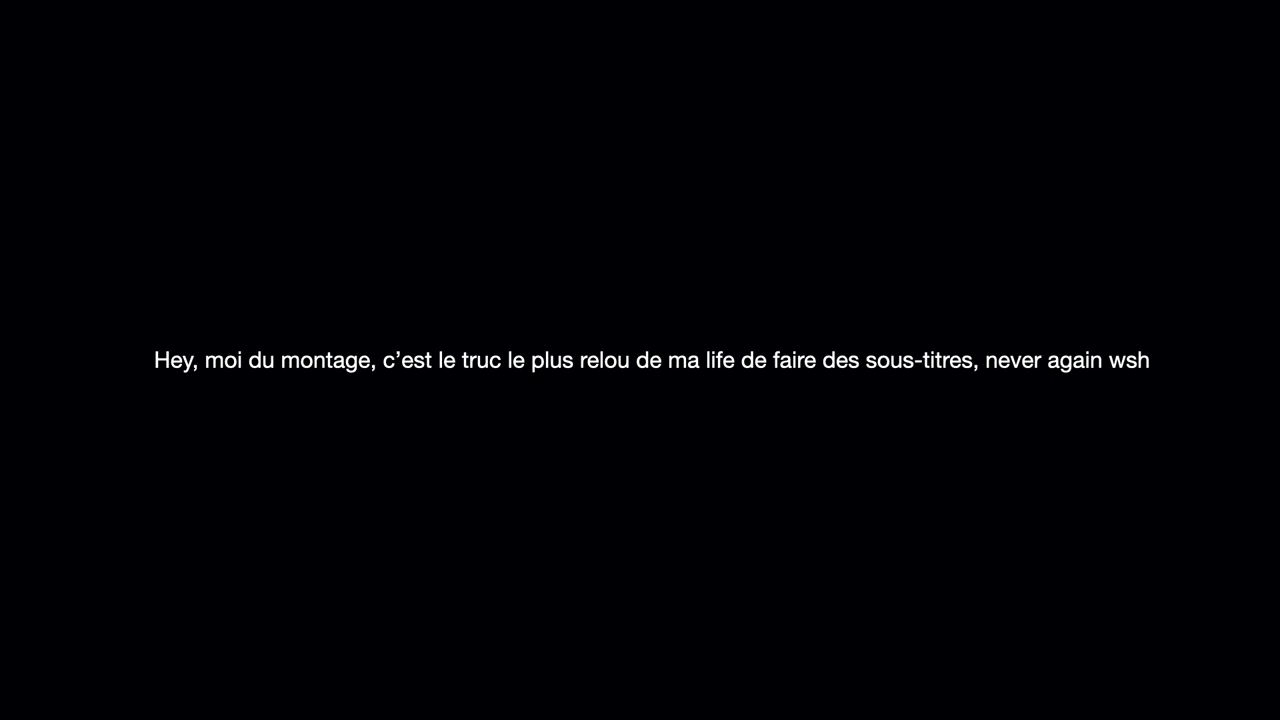 Hey, moi du montage, c’est le truc le plus relou de ma life de faire des sous-titres, never again wsh